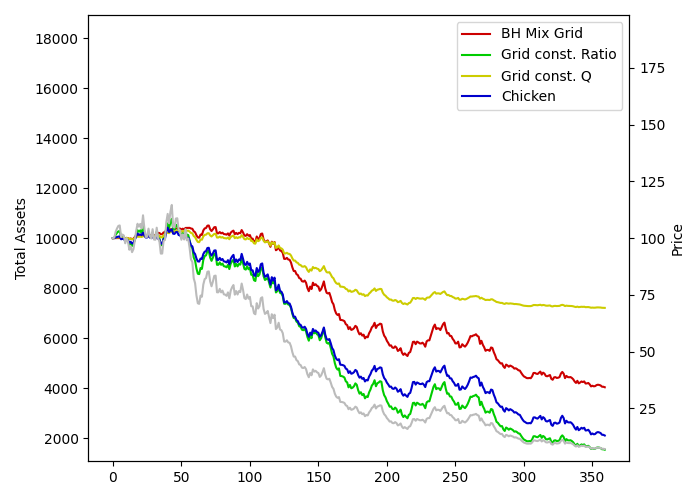 BH Mix Grid
Grid const. Ratio
Grid const. Q
Chicken
Total Assets
18000
16000
14000
12000
10000
8000
6000
4000
2000
Price
175
150
125
100
75
50
25
0 50 100 150 200 250 300 350